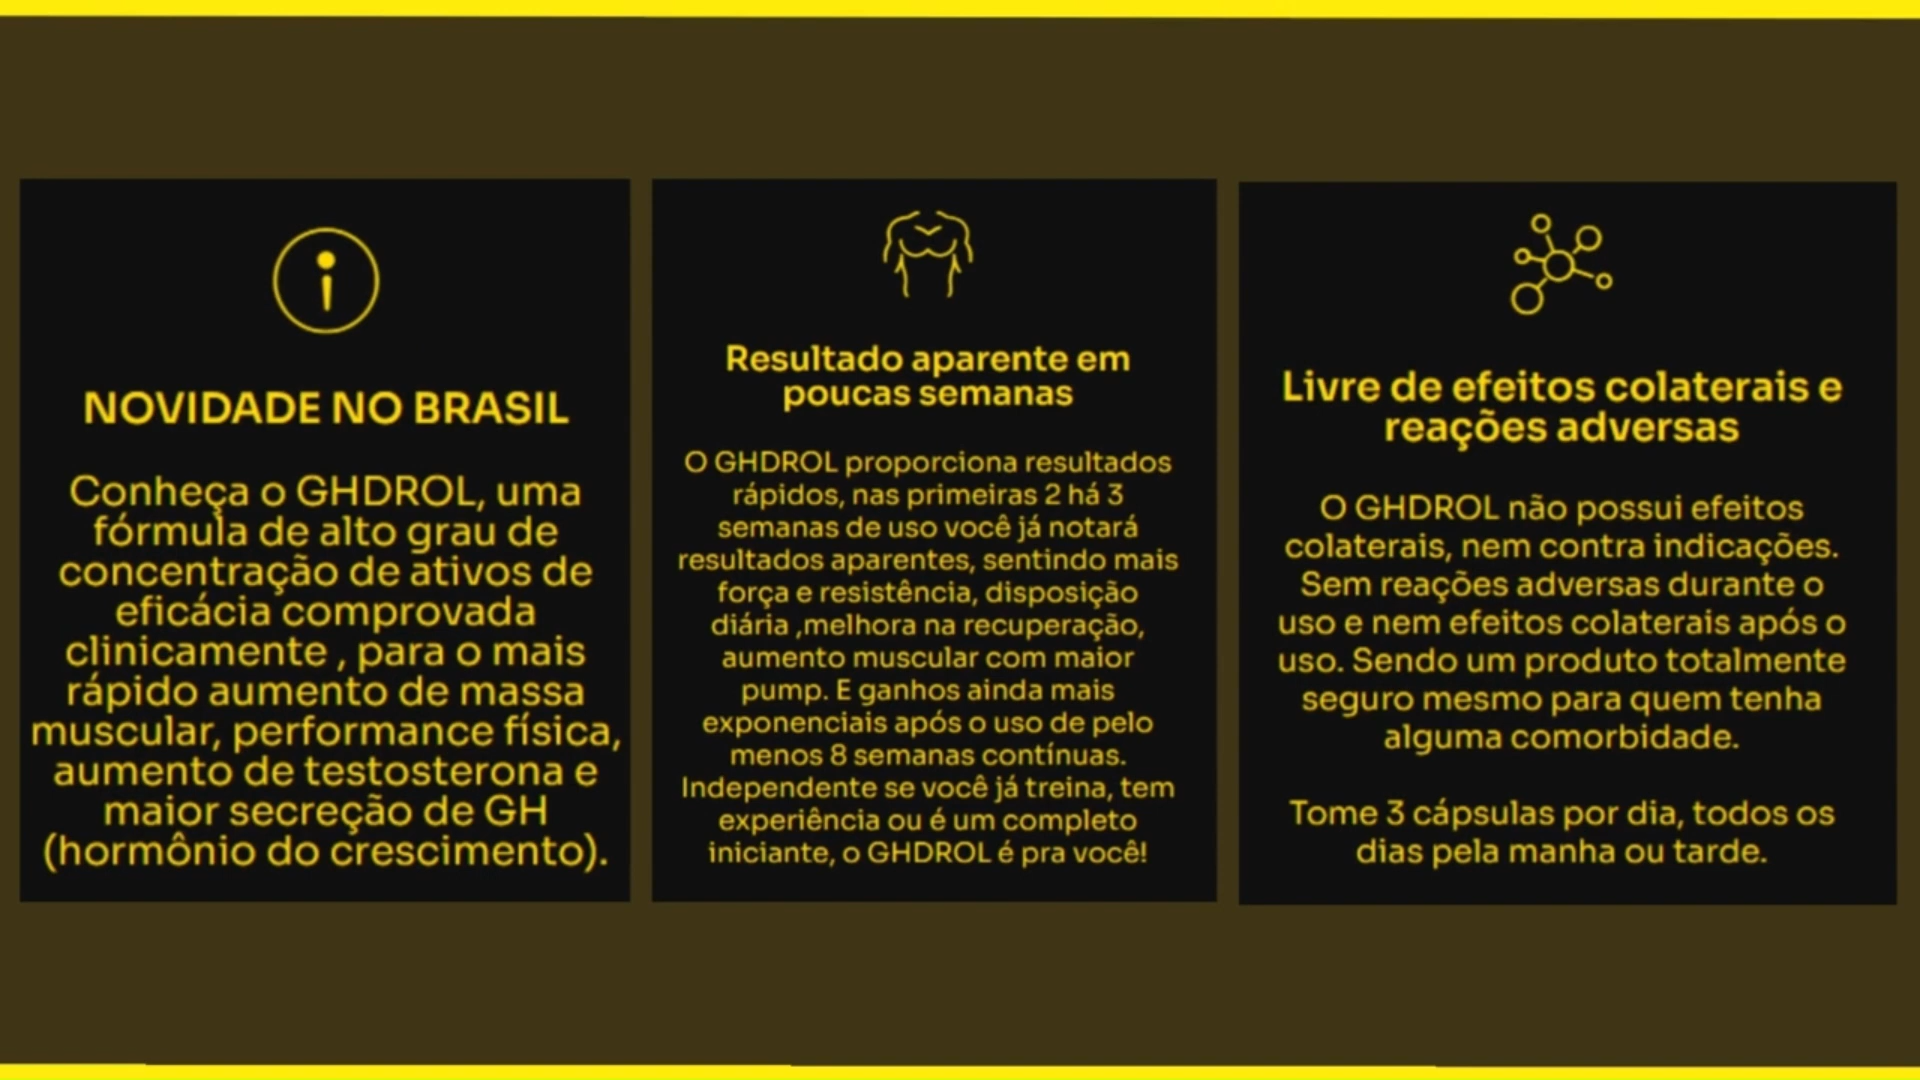 NOVIDADE NO BRASIL
Conheça o GHDROL, uma
fórmula de alto grau de
concentração de ativos de
eficácia comprovada
clinicamente , para o mais
rápido aumento de massa
muscular, performance física,
aumento de testosterona e
maior secreção de GH
(hormônio do crescimento).
Resultado aparente em
poucas semanas
O GHDROL proporciona resultados
rápidos, nas primeiras 2 há 3
semanas de uso você já notará
resultados aparentes, sentindo mais
força e resistência, disposição
diária ,melhora na recuperação,
aumento muscular com maior
pump. E ganhos ainda mais
exponenciais após o uso de pelo
menos 8 semanas contínuas.
Independente se você já treina, tem
experiência ou é um completo
iniciante, o GHDROL é pra você!
Livre de efeitos colaterais e
reações adversas
O GHDROL não possui efeitos
colaterais, nem contra indicações.
Sem reações adversas durante o
uso e nem efeitos colaterais após o
uso. Sendo um produto totalmente
seguro mesmo para quem tenha
alguma comorbidade.
Tome 3 cápsulas por dia, todos os
dias pela manha ou tarde.